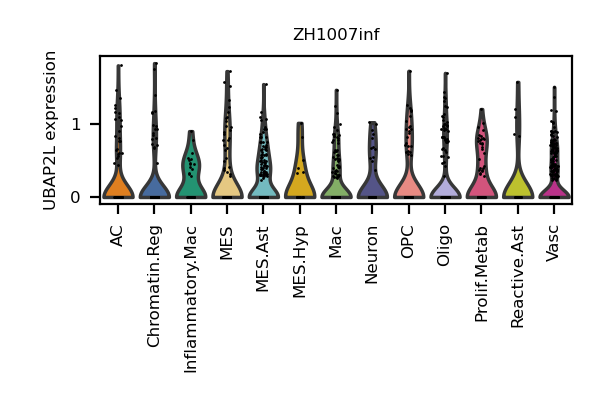 ZH1007inf
UBAP2L expression
1
0
AC
Chromatin.Reg
Inflammatory.Mac
MES
MES.Ast
MES.Hyp
Mac
Neuron
OPC
Oligo
Prolif.Metab
Reactive.Ast
Vasc